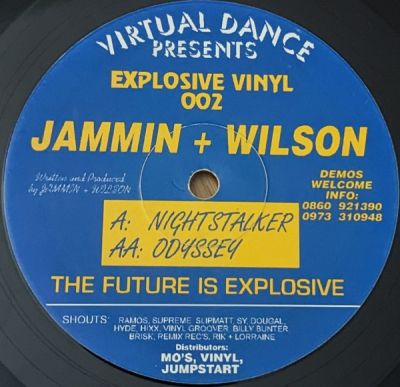 VIRTUAL DANCE
PRESENTS
EXPLOSIVE VINYL
002
JAMMIN + WILSON
Written and Produced
by JAMMIN + WILSON
DEMOS
WELCOME
INFO:
0860 921390
0973 310948
A: NIGHTSTALKER
AA: ODYSSEY
THE FUTURE IS EXPLOSIVE
SHOUTS: RAMOS, SUPREME, SLIPMATT, SY, DOUGAL,
HYDE, HIXX, VINYL GROOVER, BILLY BUNTER,
BRISK, REMIX REC'S, RIK + LORRAINE
Distributors:
MO'S, VINYL,
JUMPSTART